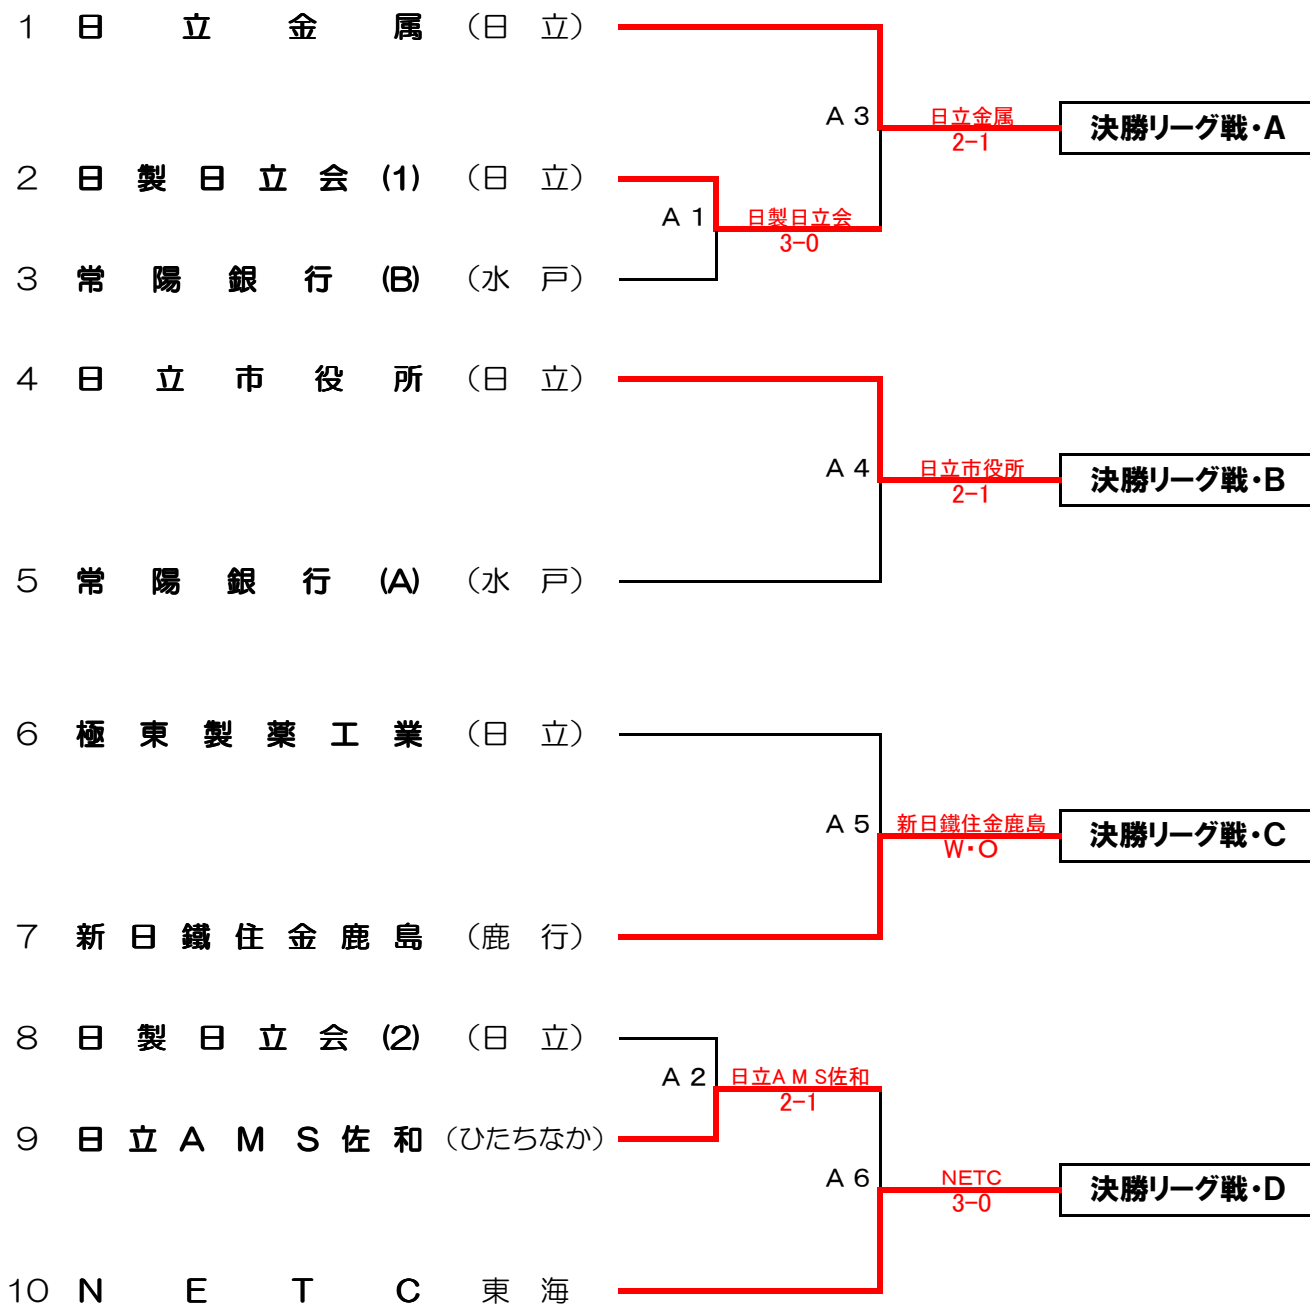 1 日立金属（日 立）
A 3 日立金属 決勝リーグ戦・A
2-1
2 日製日立会(1)（日 立）
A 1 日製日立会
3-0
3 常陽銀行(B)（水 戸）
4 日立市役所（日 立）
A 4 日立市役所 決勝リーグ戦・B
2-1
5 常陽銀行(A)（水 戸）
6 極東製薬工業（日 立）
A 5 新日鐵住金鹿島 決勝リーグ戦・C
W・O
7 新日鐵住金鹿島（鹿 行）
8 日製日立会(2)（日 立）
A 2 日立AMS佐和
2-1
9 日立AMS佐和（ひたちなか）
A 6 NETC 決勝リーグ戦・D
3-0
10 NETC 東 海